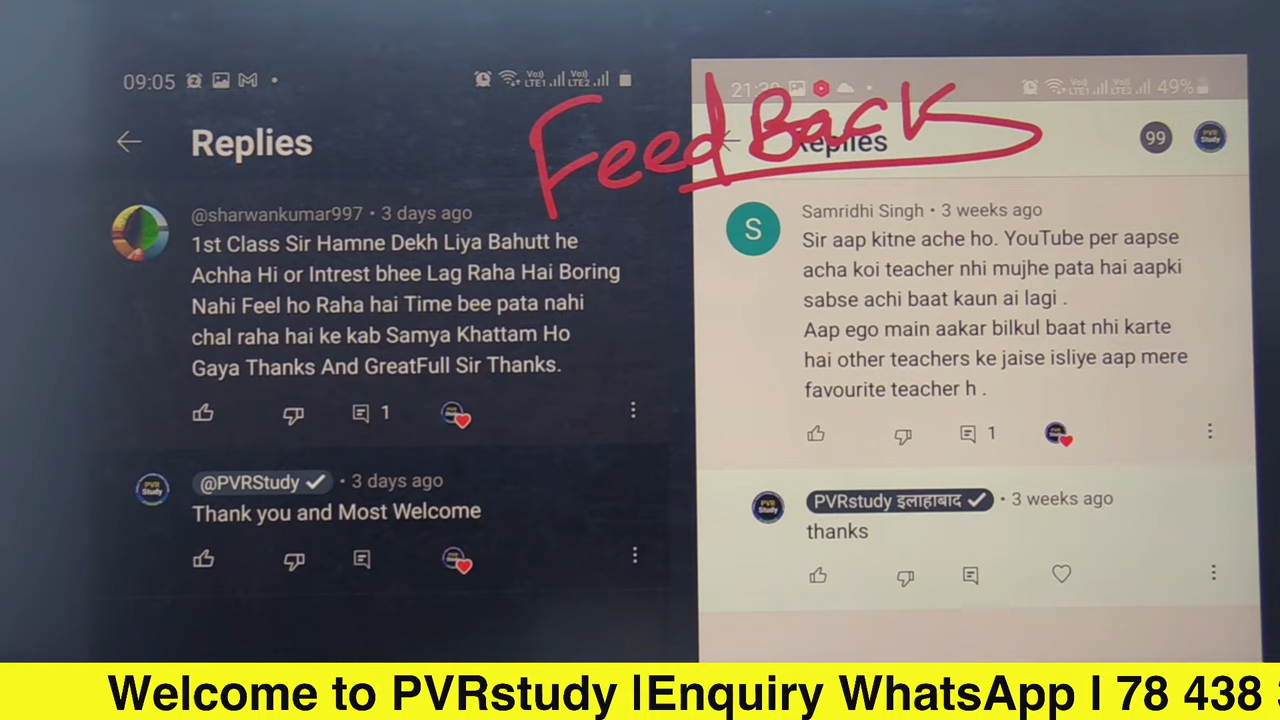 FeedBack
09:05
Replies
@sharwankumar997 • 3 days ago
1st Class Sir Hamne Dekh Liya Bahutt he
Achha Hi or Intrest bhee Lag Raha Hai Boring
Nahi Feel ho Raha hai Time bee pata nahi
chal raha hai ke kab Samya Khattam Ho
Gaya Thanks And GreatFull Sir Thanks.
1
@PVRStudy • 3 days ago
Thank you and Most Welcome
21:30 49%
Replies
99
PVR Study
S
Samridhi Singh • 3 weeks ago
Sir aap kitne ache ho. YouTube per aapse
acha koi teacher nhi mujhe pata hai aapki
sabse achi baat kaun ai lagi .
Aap ego main aakar bilkul baat nhi karte
hai other teachers ke jaise isliye aap mere
favourite teacher h .
1
PVRstudy इलाहाबाद • 3 weeks ago
thanks
Welcome to PVRstudy |Enquiry WhatsApp I 78 438